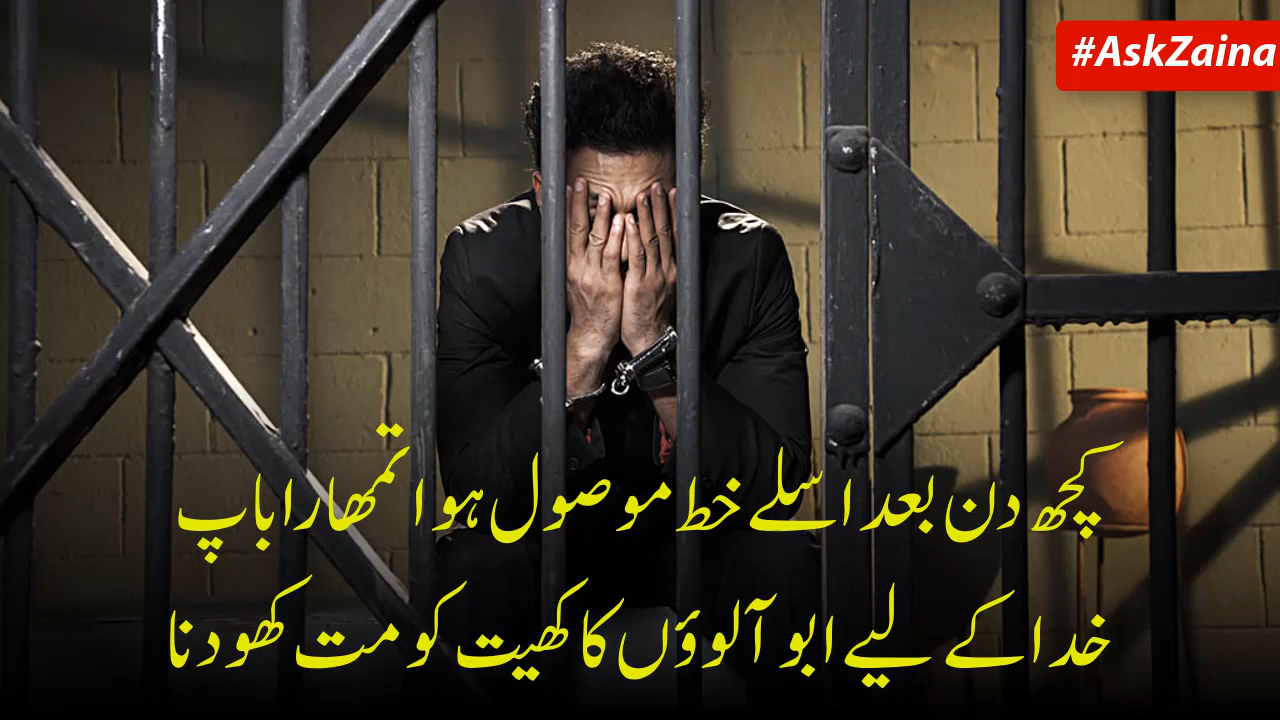 #AskZaina
کچھ دن بعد اسلے خط موصول ہوا تمھارا باپ
خدا کے لیے ابو آلوؤں کا کھیت کو مت کھودنا